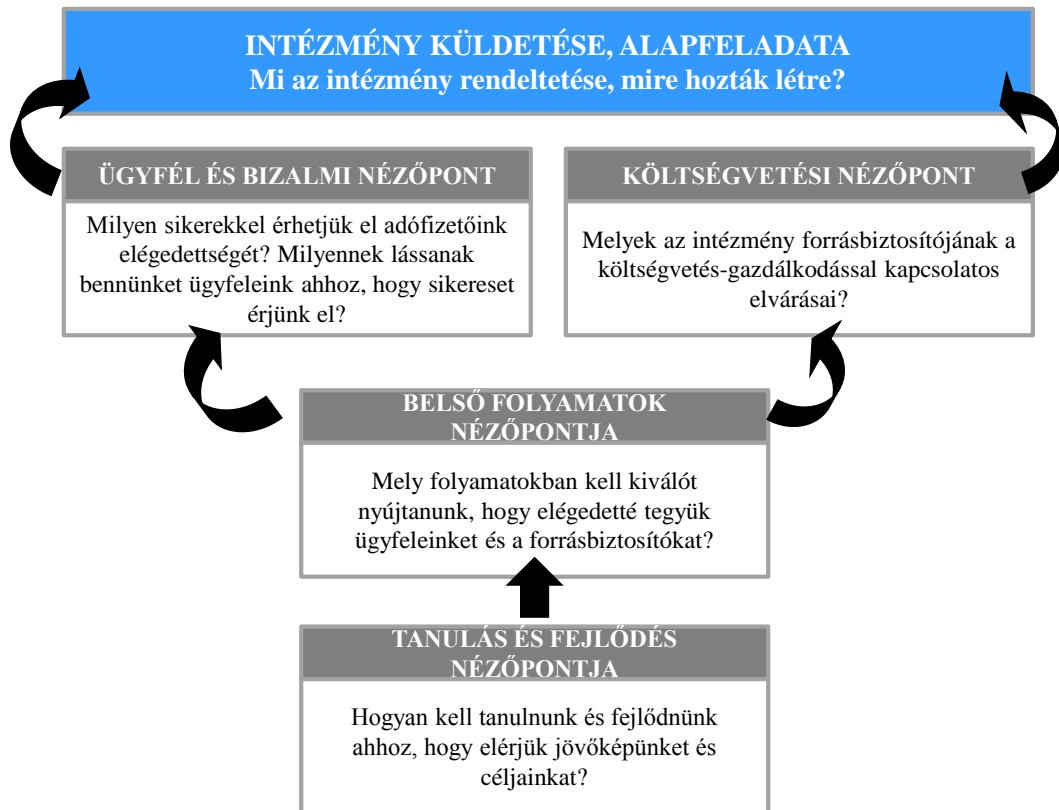 INTÉZMÉNY KÜLDETÉSE, ALAPFELADATA
Mi az intézmény rendeltetése, mire hozták létre?
ÜGYFÉL ÉS BIZALMI NÉZŐPONT
Milyen sikerekkel érhetjük el adófizetőink
elégedettségét? Milyennek lássanak
bennünket ügyfeleink ahhoz, hogy sikereset
érjünk el?
KÖLTSÉGVETÉSI NÉZŐPONT
Melyek az intézmény forrásbiztosítójának a
költségvetés-gazdálkodással kapcsolatos
elvárásai?
BELSŐ FOLYAMATOK
NÉZŐPONTJA
Mely folyamatokban kell kiválót
nyújtanunk, hogy elégedetté tegyük
ügyfeleinket és a forrásbiztosítókat?
TANULÁS ÉS FEJLŐDÉS
NÉZŐPONTJA
Hogyan kell tanulnunk és fejlődnünk
ahhoz, hogy elérjük jövőképünket és
céljainkat?